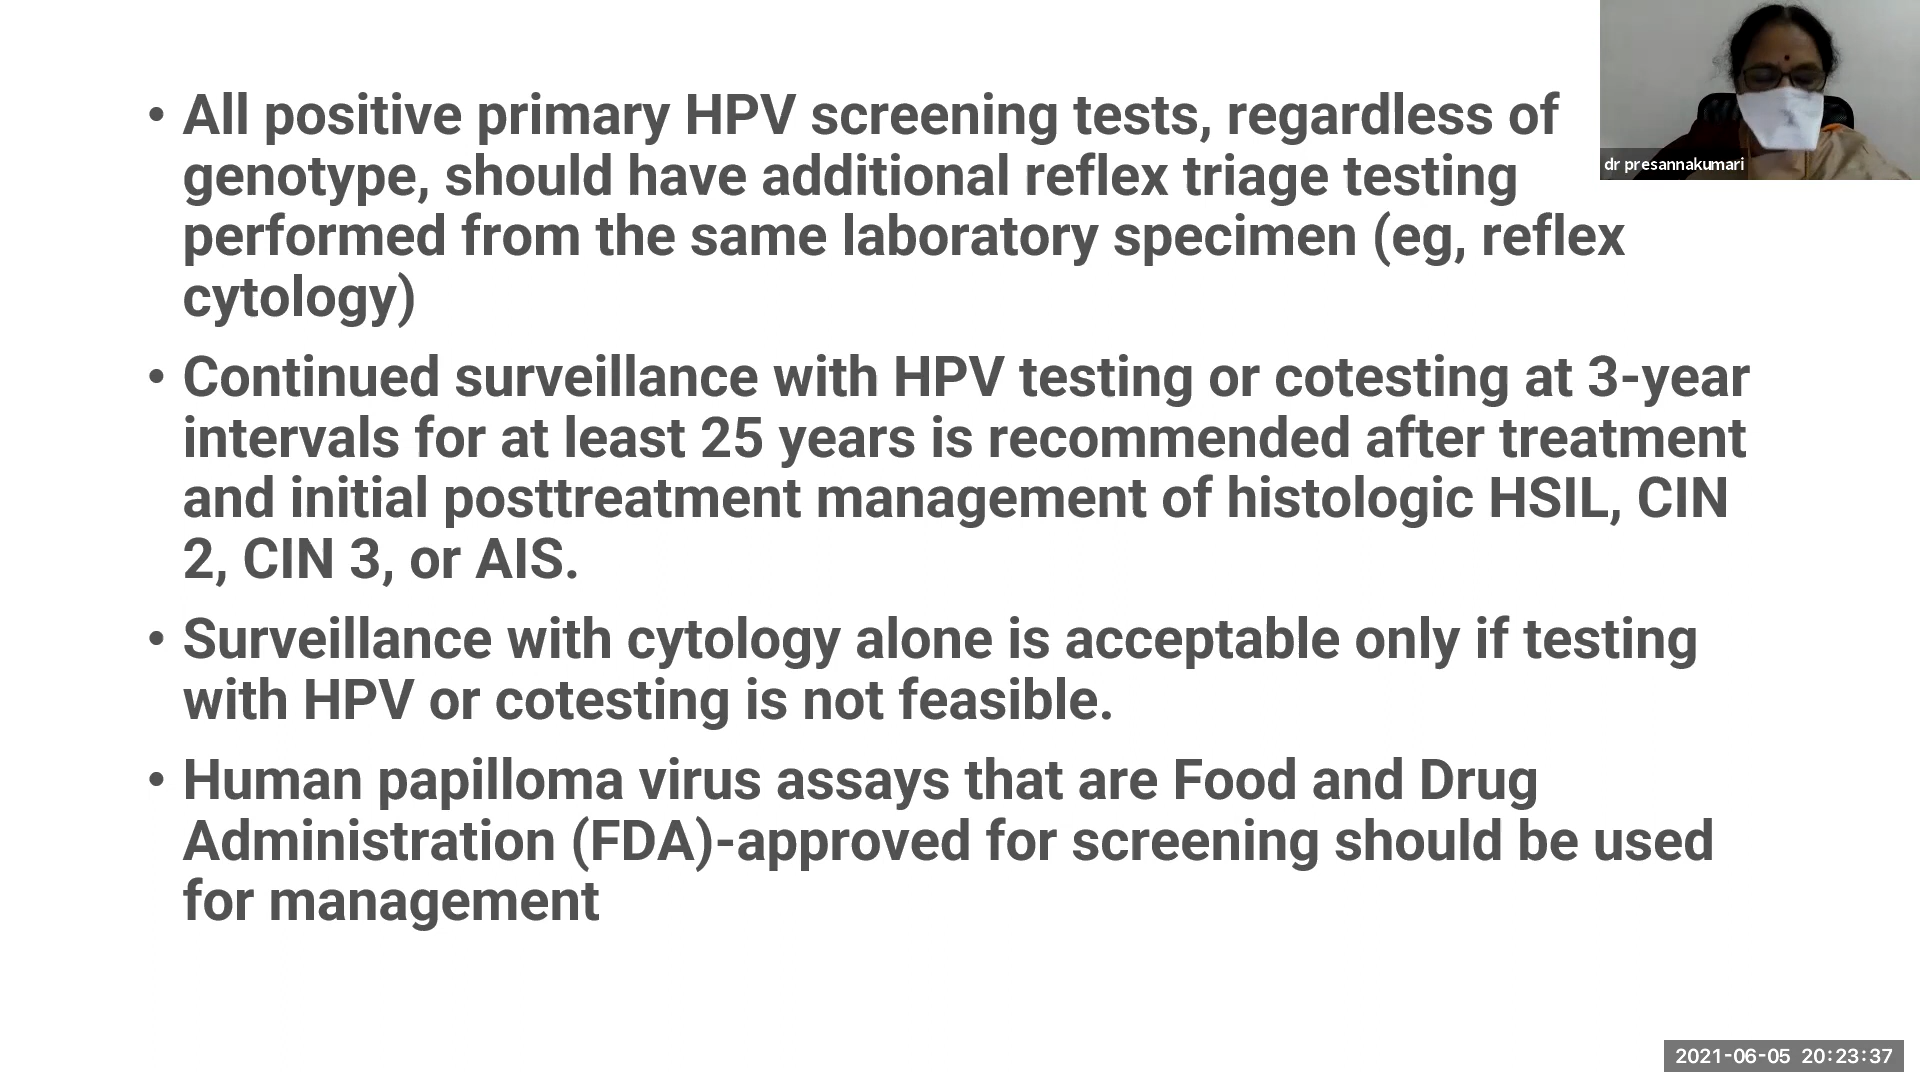 • All positive primary HPV screening tests, regardless of
genotype, should have additional reflex triage testing
performed from the same laboratory specimen (eg, reflex
cytology)
• Continued surveillance with HPV testing or cotesting at 3-year
intervals for at least 25 years is recommended after treatment
and initial posttreatment management of histologic HSIL, CIN
2, CIN 3, or AIS.
• Surveillance with cytology alone is acceptable only if testing
with HPV or cotesting is not feasible.
• Human papilloma virus assays that are Food and Drug
Administration (FDA)-approved for screening should be used
for management
dr presannakumari
2021-06-05 20:23:37